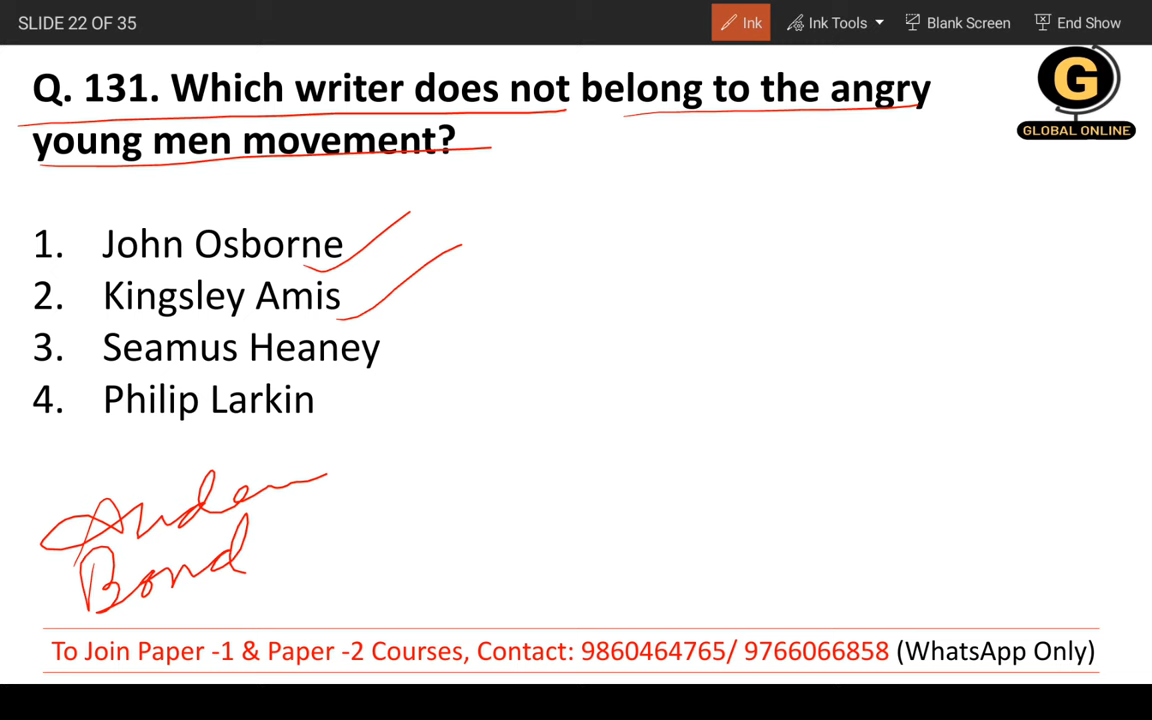 SLIDE 22 OF 35 Ink Ink Tools Blank Screen End Show
Q. 131. Which writer does not belong to the angry
young men movement?
G
GLOBAL ONLINE
1. John Osborne
2. Kingsley Amis
3. Seamus Heaney
4. Philip Larkin
Auden
Bond
To Join Paper -1 & Paper -2 Courses, Contact: 9860464765/ 9766066858 (WhatsApp Only)